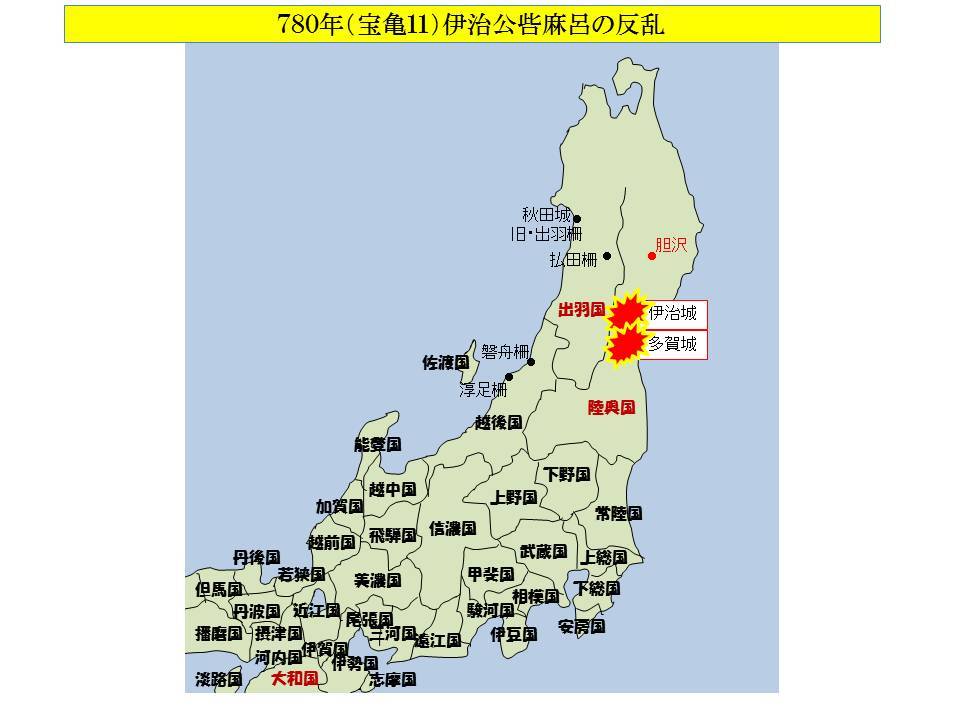 780年（宝亀11）伊治公呰麻呂の反乱
秋田城
旧・出羽柵
胆沢
払田柵
出羽国
伊治城
多賀城
磐舟柵
佐渡国
渟足柵
陸奥国
越後国
能登国
下野国
越中国
上野国
加賀国
常陸国
信濃国
飛騨国
越前国
武蔵国
丹後国
上総国
若狭国
美濃国
甲斐国
但馬国
下総国
相模国
丹波国
近江国
駿河国
尾張国
安房国
播磨国
摂津国
三河国
遠江国
伊豆国
伊賀国
河内国
伊勢国
淡路国
大和国
志摩国